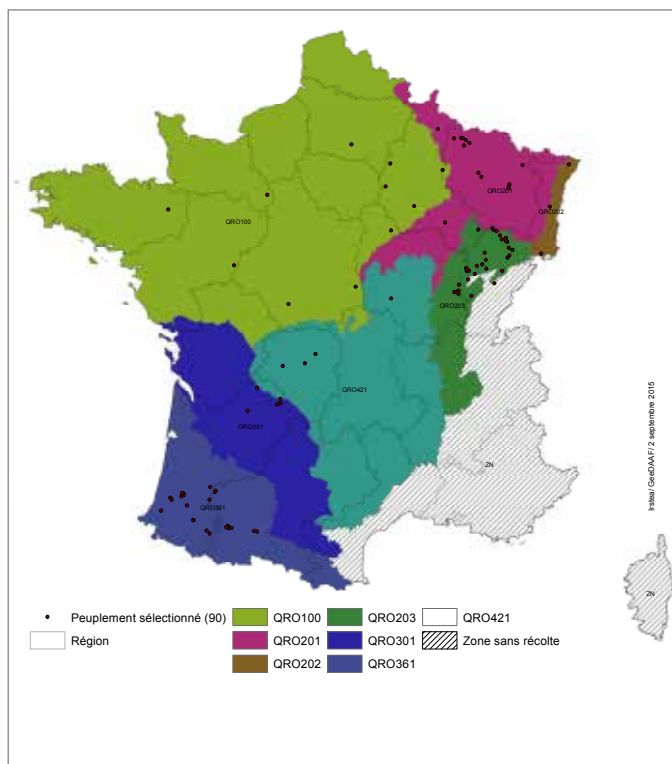 QRO100
QRO201
QRO202
QRO203
QRO421
QRO301
QRO361
ZN
ZN
Irstea/ GeeDAAF/ 2 septembre 2015
Peuplement sélectionné (90)
Région
QRO100
QRO201
QRO202
QRO203
QRO301
QRO361
QRO421
Zone sans récolte